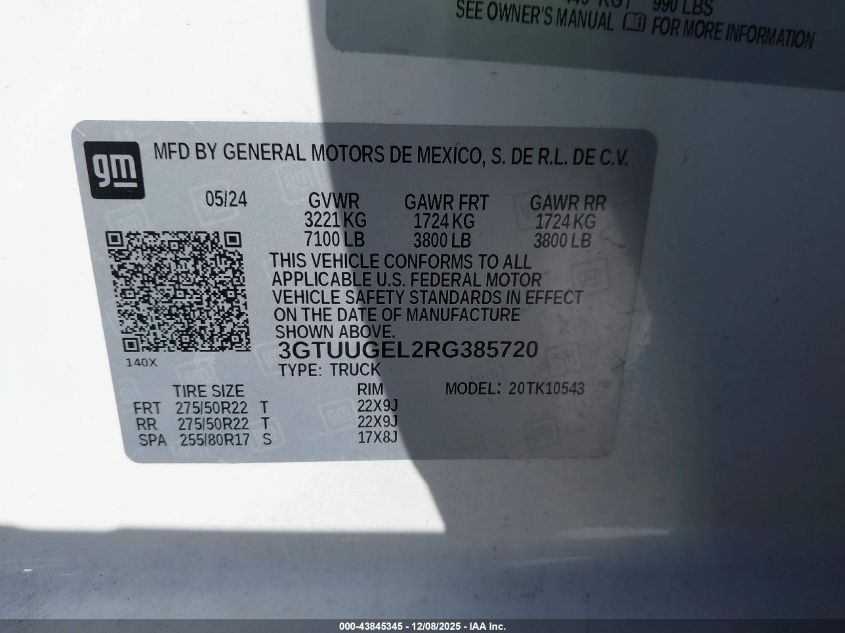 990 LBS
SEE OWNER'S MANUAL FOR MORE INFORMATION
gm
MFD BY GENERAL MOTORS DE MEXICO, S. DE R.L. DE C.V.
05/24 GVWR GAWR FRT GAWR RR
3221 KG 1724 KG 1724 KG
7100 LB 3800 LB 3800 LB
THIS VEHICLE CONFORMS TO ALL
APPLICABLE U.S. FEDERAL MOTOR
VEHICLE SAFETY STANDARDS IN EFFECT
ON THE DATE OF MANUFACTURE
SHOWN ABOVE.
3GTUUGEL2RG385720
140X
TYPE: TRUCK
TIRE SIZE RIM MODEL: 20TK10543
FRT 275/50R22 T 22X9J
RR 275/50R22 T 22X9J
SPA 255/80R17 S 17X8J
000-43845345 - 12/08/2025 - IAA Inc.